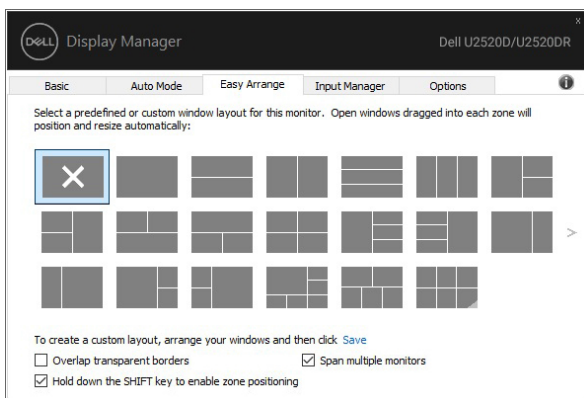 DELL Display Manager
Dell U2520D/U2520DR
x
Basic
Auto Mode
Easy Arrange
Input Manager
Options
i
Select a predefined or custom window layout for this monitor. Open windows dragged into each zone will
position and resize automatically:
>
To create a custom layout, arrange your windows and then click Save
Overlap transparent borders
Span multiple monitors
Hold down the SHIFT key to enable zone positioning